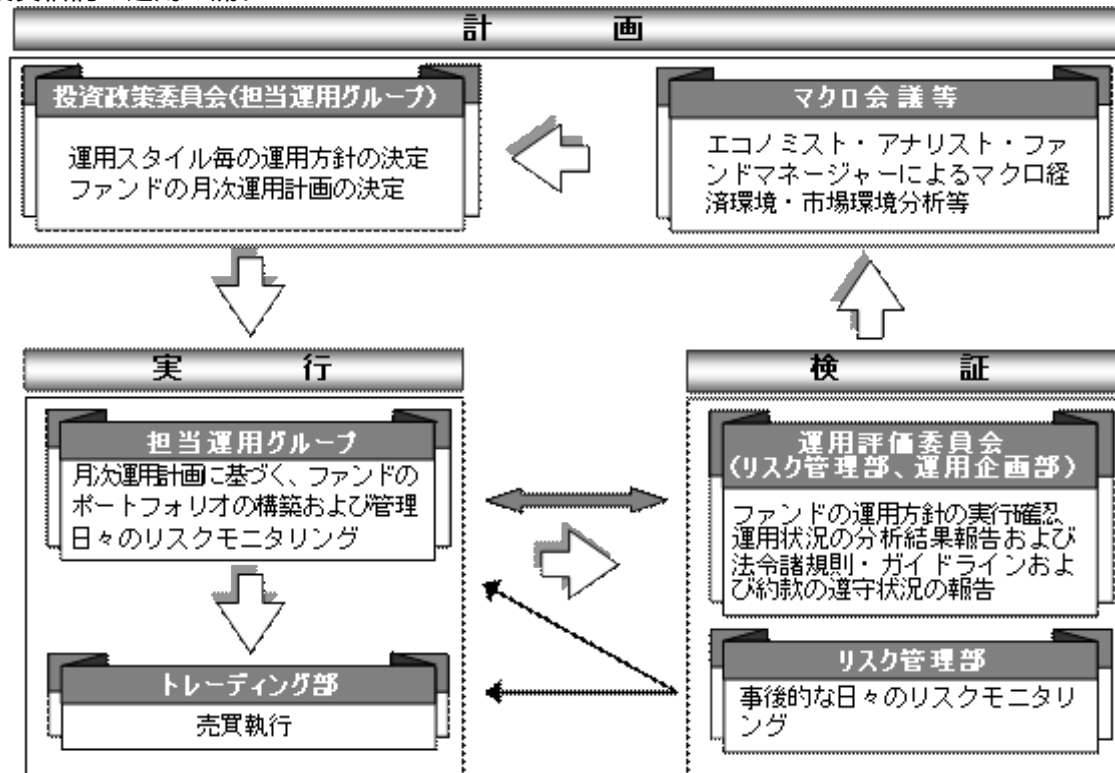 計 画
投資政策委員会(担当運用グループ)
運用スタイル毎の運用方針の決定
ファンドの月次運用計画の決定
マクロ会議等
エコノミスト・アナリスト・ファ
ンドマネージャーによるマクロ経
済環境・市場環境分析等
実 行
担当運用グループ
月次運用計画に基づく、ファンドの
ポートフォリオの構築および管理
日々のリスクモニタリング
トレーディング部
売買執行
検 証
運用評価委員会
(リスク管理部、運用企画部)
ファンドの運用方針の実行確認
運用状況の分析結果報告および
法令諸規則・ガイドラインおよ
び約款の遵守状況の報告
リスク管理部
事後的な日々のリスクモニタリ
ング